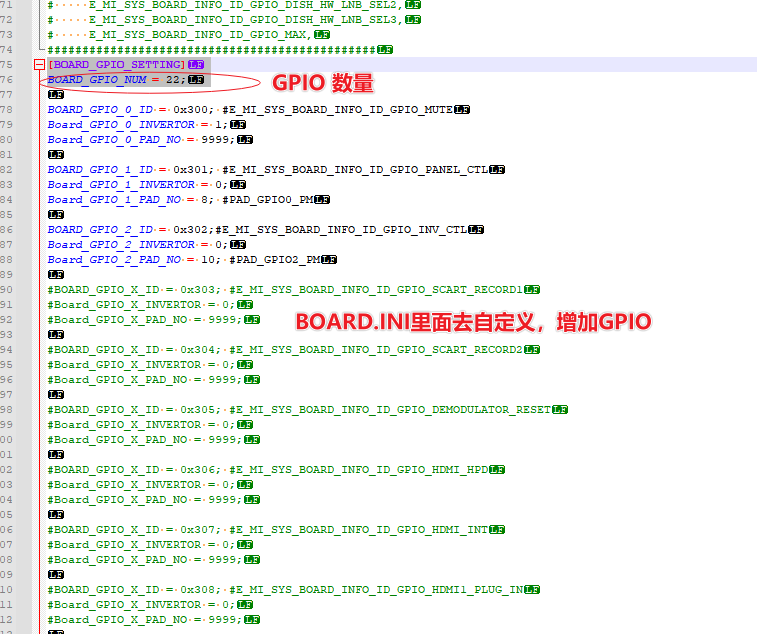 71 #·····E_MI_SYS_BOARD_INFO_ID_GPIO_DISH_HW_LNB_SEL2,LF
72 #·····E_MI_SYS_BOARD_INFO_ID_GPIO_DISH_HW_LNB_SEL3,LF
73 #·····E_MI_SYS_BOARD_INFO_ID_GPIO_MAX,LF
74 ###############################################LF
75 [BOARD_GPIO_SETTING]LF
76 BOARD_GPIO_NUM = 22;LF
GPIO 数量
77 LF
78 BOARD_GPIO_0_ID = 0x300; #E_MI_SYS_BOARD_INFO_ID_GPIO_MUTELF
79 Board_GPIO_0_INVERTOR = 1;LF
80 Board_GPIO_0_PAD_NO = 9999;LF
81 LF
82 BOARD_GPIO_1_ID = 0x301; #E_MI_SYS_BOARD_INFO_ID_GPIO_PANEL_CTLLF
83 Board_GPIO_1_INVERTOR = 0;LF
84 Board_GPIO_1_PAD_NO = 8; #PAD_GPIO0_PMLF
85 LF
86 BOARD_GPIO_2_ID = 0x302;#E_MI_SYS_BOARD_INFO_ID_GPIO_INV_CTLLF
87 Board_GPIO_2_INVERTOR = 0;LF
88 Board_GPIO_2_PAD_NO = 10; #PAD_GPIO2_PMLF
89 LF
90 #BOARD_GPIO_X_ID = 0x303; #E_MI_SYS_BOARD_INFO_ID_GPIO_SCART_RECORD1LF
91 #Board_GPIO_X_INVERTOR = 0;LF
92 #Board_GPIO_X_PAD_NO = 9999;LF
BOARD.INI里面去自定义，增加GPIO
93 LF
94 #BOARD_GPIO_X_ID = 0x304; #E_MI_SYS_BOARD_INFO_ID_GPIO_SCART_RECORD2LF
95 #Board_GPIO_X_INVERTOR = 0;LF
96 #Board_GPIO_X_PAD_NO = 9999;LF
97 LF
98 #BOARD_GPIO_X_ID = 0x305; #E_MI_SYS_BOARD_INFO_ID_GPIO_DEMODULATOR_RESETLF
99 #Board_GPIO_X_INVERTOR = 0;LF
00 #Board_GPIO_X_PAD_NO = 9999;LF
01 LF
02 #BOARD_GPIO_X_ID = 0x306; #E_MI_SYS_BOARD_INFO_ID_GPIO_HDMI_HPDLF
03 #Board_GPIO_X_INVERTOR = 0;LF
04 #Board_GPIO_X_PAD_NO = 9999;LF
05 LF
06 #BOARD_GPIO_X_ID = 0x307; #E_MI_SYS_BOARD_INFO_ID_GPIO_HDMI_INTLF
07 #Board_GPIO_X_INVERTOR = 0;LF
08 #Board_GPIO_X_PAD_NO = 9999;LF
09 LF
10 #BOARD_GPIO_X_ID = 0x308; #E_MI_SYS_BOARD_INFO_ID_GPIO_HDMI1_PLUG_INLF
11 #Board_GPIO_X_INVERTOR = 0;LF
12 #Board_GPIO_X_PAD_NO = 9999;LF